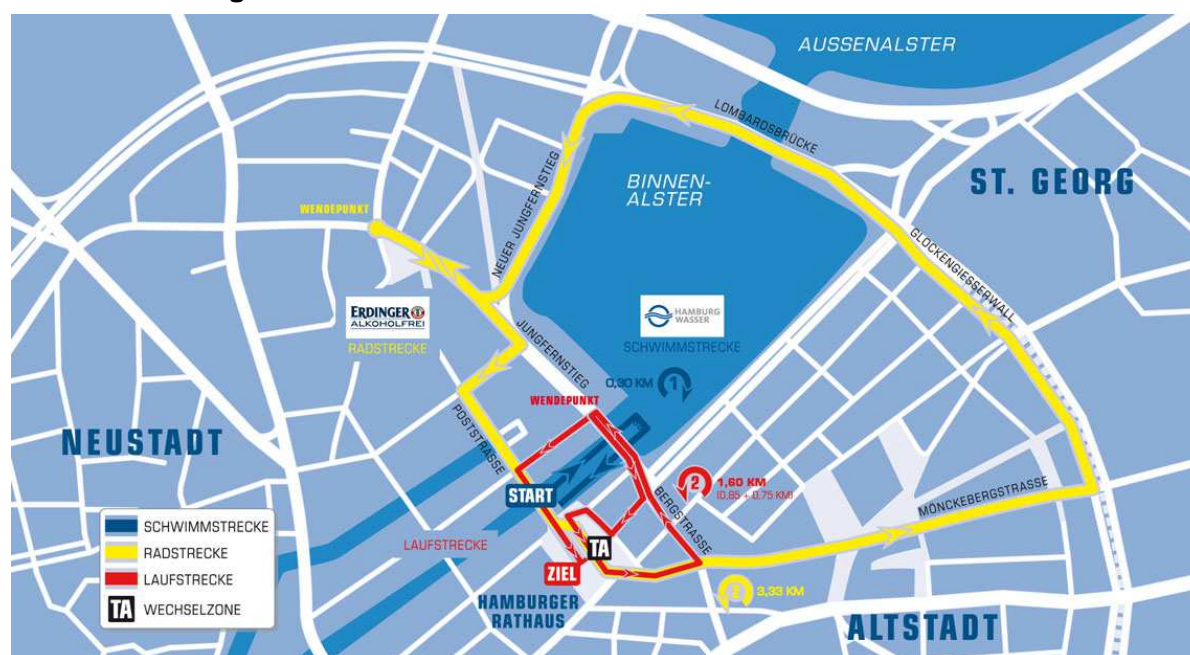 AUSSENALSTER
LOMBARDSBRÜCKE
BINNEN-
ALSTER
ST. GEORG
WENDEPUNKT
NEUER JUNGFERNSTIEG
GLOCKENGIESSERWALL
ERDINGER
ALKOHOLFREI
RADSTRECKE
HAMBURG
WASSER
SCHWIMMSTRECKE
JUNGFERNSTIEG
0,30 KM
1
WENDEPUNKT
POSTSTRASSE
NEUSTADT
START
BERGSTRASSE
2
1,60 KM
(0,85 + 0,75 KM)
MÖNCKEBERGSTRASSE
LAUFSTRECKE
TA
ZIEL
2
3,33 KM
HAMBURGER
RATHAUS
ALTSTADT
SCHWIMMSTRECKE
RADSTRECKE
LAUFSTRECKE
TA WECHSELZONE